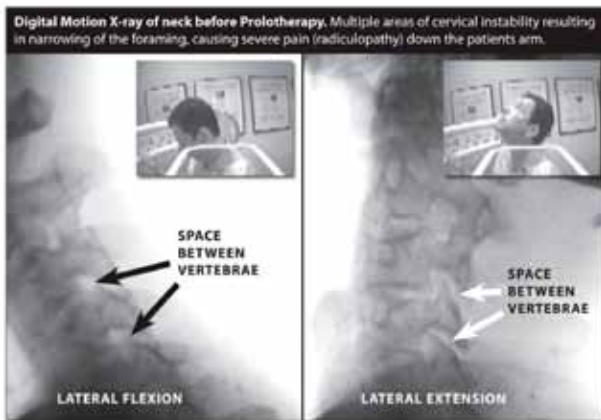 Digital Motion X-ray of neck before Prolotherapy. Multiple areas of cervical instability resulting
in narrowing of the foraming, causing severe pain (radiculopathy) down the patients arm.
SPACE
BETWEEN
VERTEBRAE
LATERAL FLEXION
SPACE
BETWEEN
VERTEBRAE
LATERAL EXTENSION